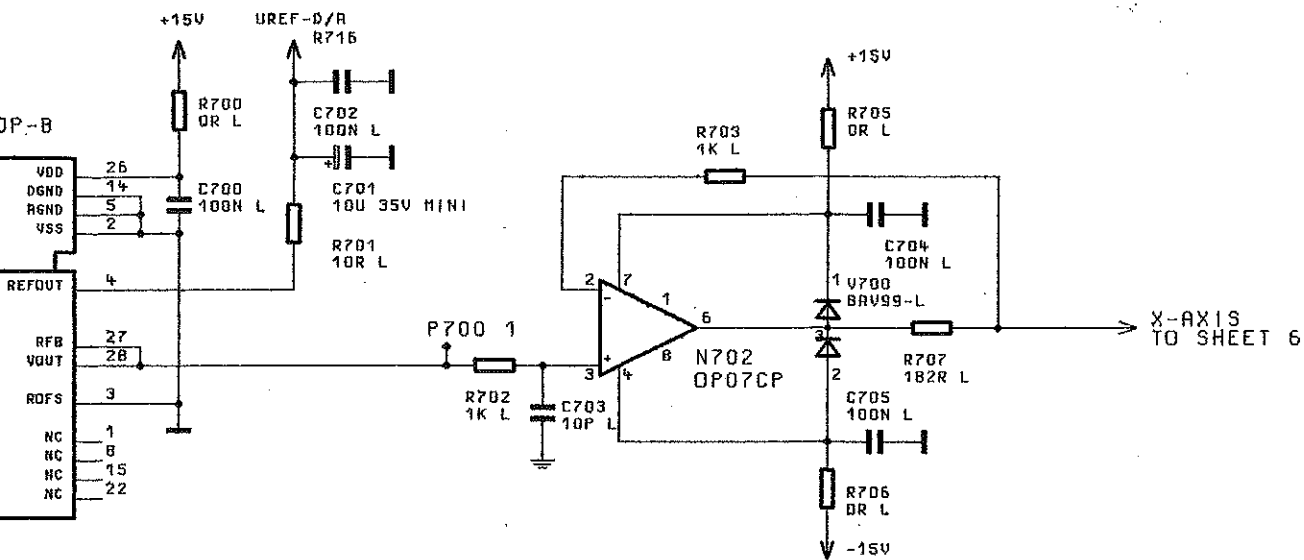 +15V
UREF-D/A
R716
R700
0R L
C702
100N L
C701
10U 35V MINI
R701
10R L
C700
100N L
OP-B
VDD 26
DGND 14
AGND 5
VSS 2
REFOUT 4
RFB 27
VOUT 28
ROFS 3
NC 1
NC 8
NC 15
NC 22
P700 1
R702
1K L
C703
10P L
R703
1K L
2
-
7
1
6
8
+
3
4
N702
OP07CP
+15V
R705
0R L
C704
100N L
1
V700
BAV99-L
3
2
R707
182R L
C705
100N L
R706
0R L
-15V
X-AXIS
TO SHEET 6